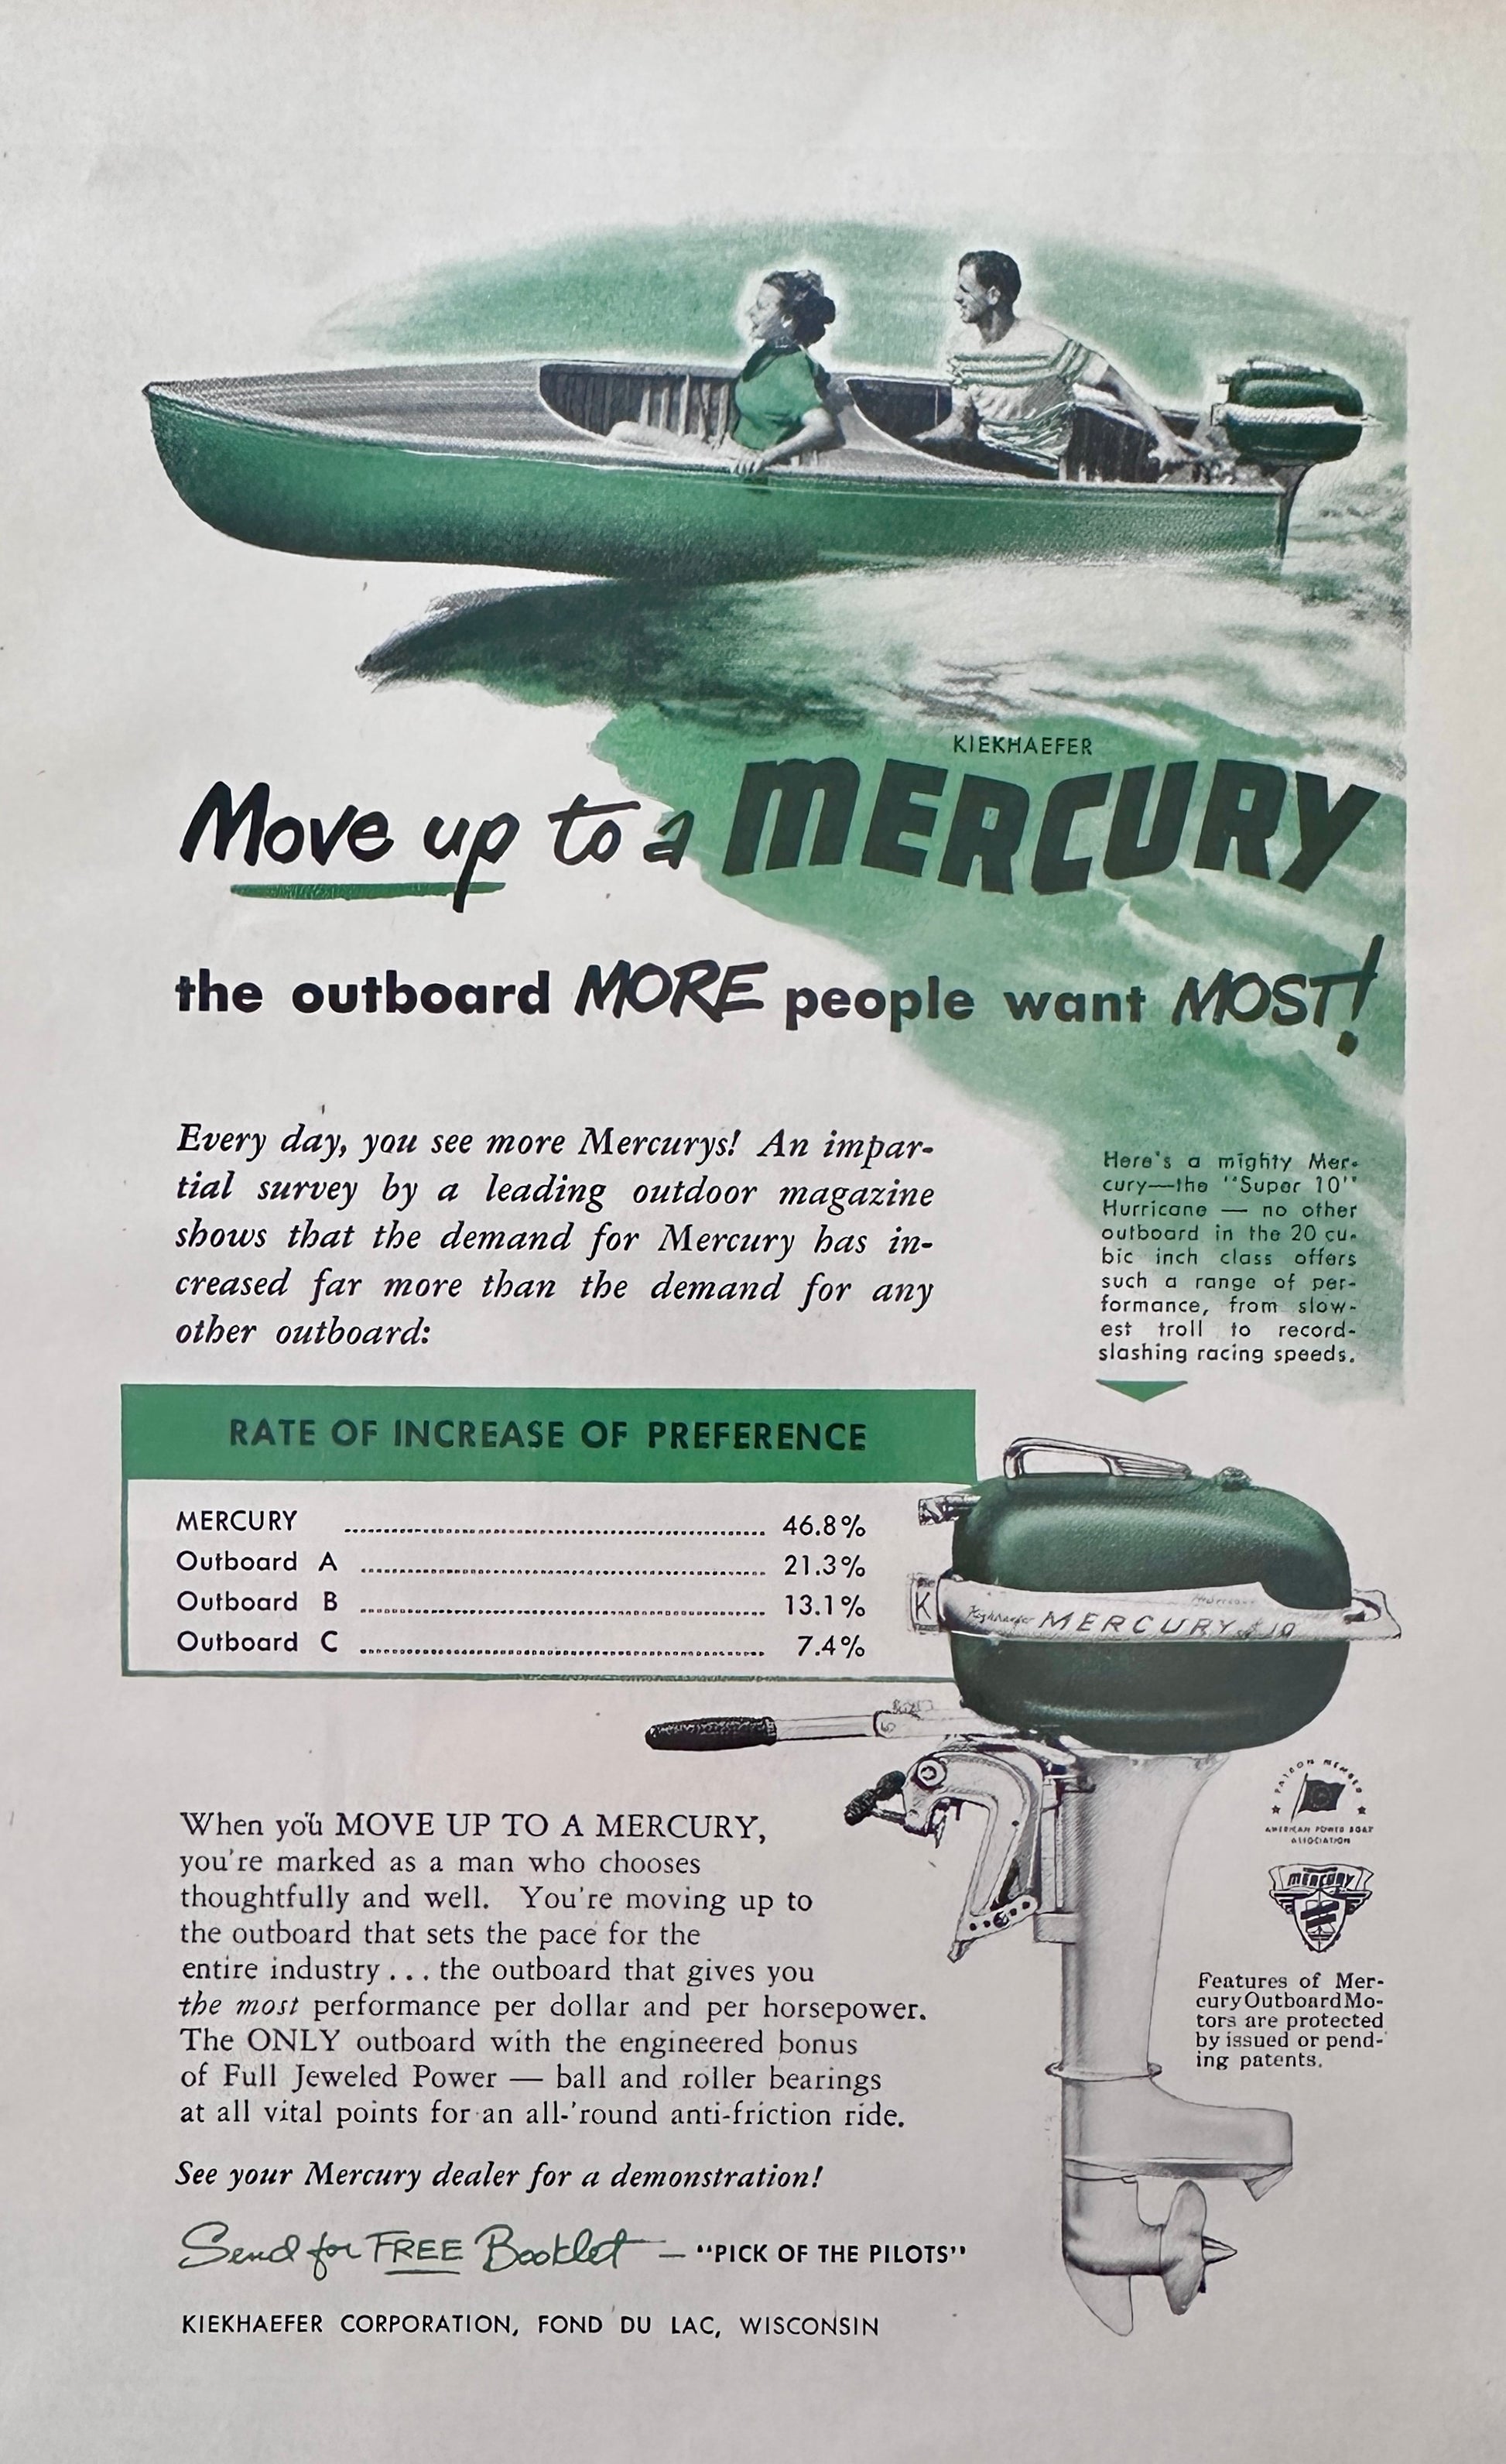 KIEKHAEFER
Move up to a MERCURY
the outboard MORE people want MOST!
Every day, you see more Mercurys! An impar-
tial survey by a leading outdoor magazine
shows that the demand for Mercury has in-
creased far more than the demand for any
other outboard:
Here's a mighty Mer-
cury—the "Super 10"
Hurricane — no other
outboard in the 20 cu-
bic inch class offers
such a range of per-
formance, from slow-
est troll to record-
slashing racing speeds.
RATE OF INCREASE OF PREFERENCE
MERCURY ........ 46.8%
Outboard A ........ 21.3%
Outboard B ........ 13.1%
Outboard C ........ 7.4%
K
Kiekhaefer MERCURY 10
When you MOVE UP TO A MERCURY,
you're marked as a man who chooses
thoughtfully and well. You're moving up to
the outboard that sets the pace for the
entire industry . . . the outboard that gives you
the most performance per dollar and per horsepower.
The ONLY outboard with the engineered bonus
of Full Jeweled Power — ball and roller bearings
at all vital points for an all-'round anti-friction ride.
PATRON MEMBER
AMERICAN POWER BOAT
ASSOCIATION
MERCURY
Features of Mer-
cury Outboard Mo-
tors are protected
by issued or pend-
ing patents.
See your Mercury dealer for a demonstration!
Send for FREE Booklet — "PICK OF THE PILOTS"
KIEKHAEFER CORPORATION, FOND DU LAC, WISCONSIN